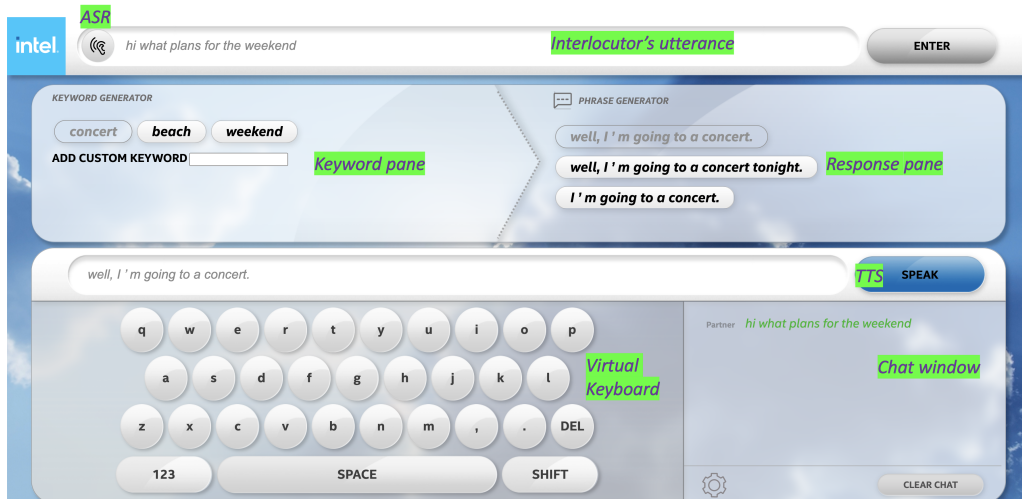 ASR
intel.
hi what plans for the weekend
Interlocutor's utterance
ENTER
KEYWORD GENERATOR
concert beach weekend
ADD CUSTOM KEYWORD
Keyword pane
PHRASE GENERATOR
well, I ' m going to a concert.
well, I ' m going to a concert tonight.
Response pane
I ' m going to a concert.
well, I ' m going to a concert.
TTS
SPEAK
q w e r t y u i o p
a s d f g h j k l
z x c v b n m , . DEL
123 SPACE SHIFT
Virtual
Keyboard
Partner hi what plans for the weekend
Chat window
CLEAR CHAT